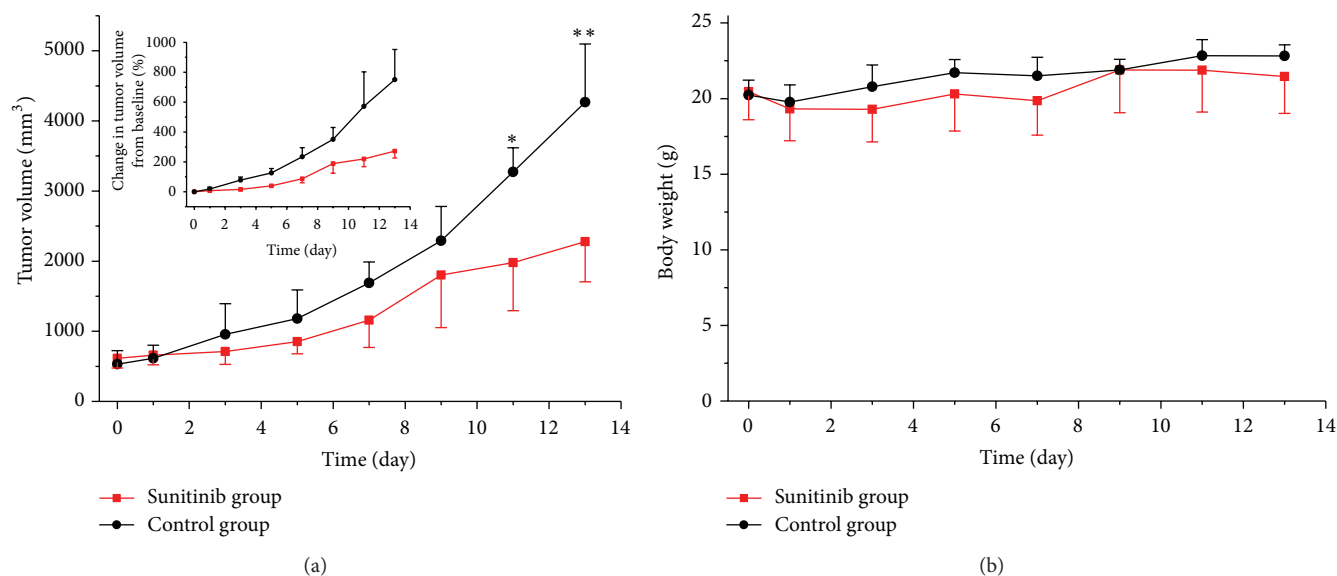 5000
4000
3000
2000
1000
0
Tumor volume (mm³)
0 2 4 6 8 10 12 14
Time (day)
1000
800
600
400
200
0
Change in tumor volume
from baseline (%)
0 2 4 6 8 10 12 14
Time (day)
*
**
Sunitinib group
Control group
(a)
25
20
15
10
5
0
Body weight (g)
0 2 4 6 8 10 12 14
Time (day)
Sunitinib group
Control group
(b)